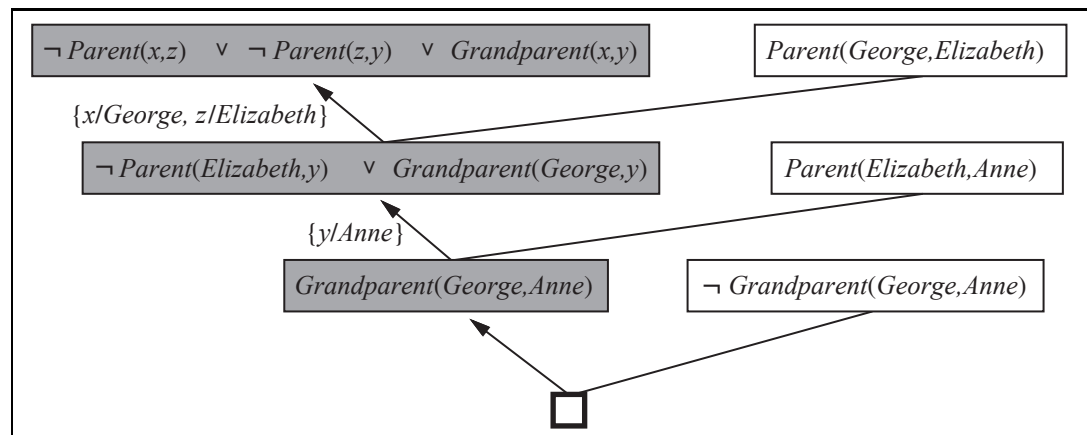 ¬ Parent(x,z) ∨ ¬ Parent(z,y) ∨ Grandparent(x,y)
Parent(George,Elizabeth)
{x/George, z/Elizabeth}
¬ Parent(Elizabeth,y) ∨ Grandparent(George,y)
Parent(Elizabeth,Anne)
{y/Anne}
Grandparent(George,Anne)
¬ Grandparent(George,Anne)